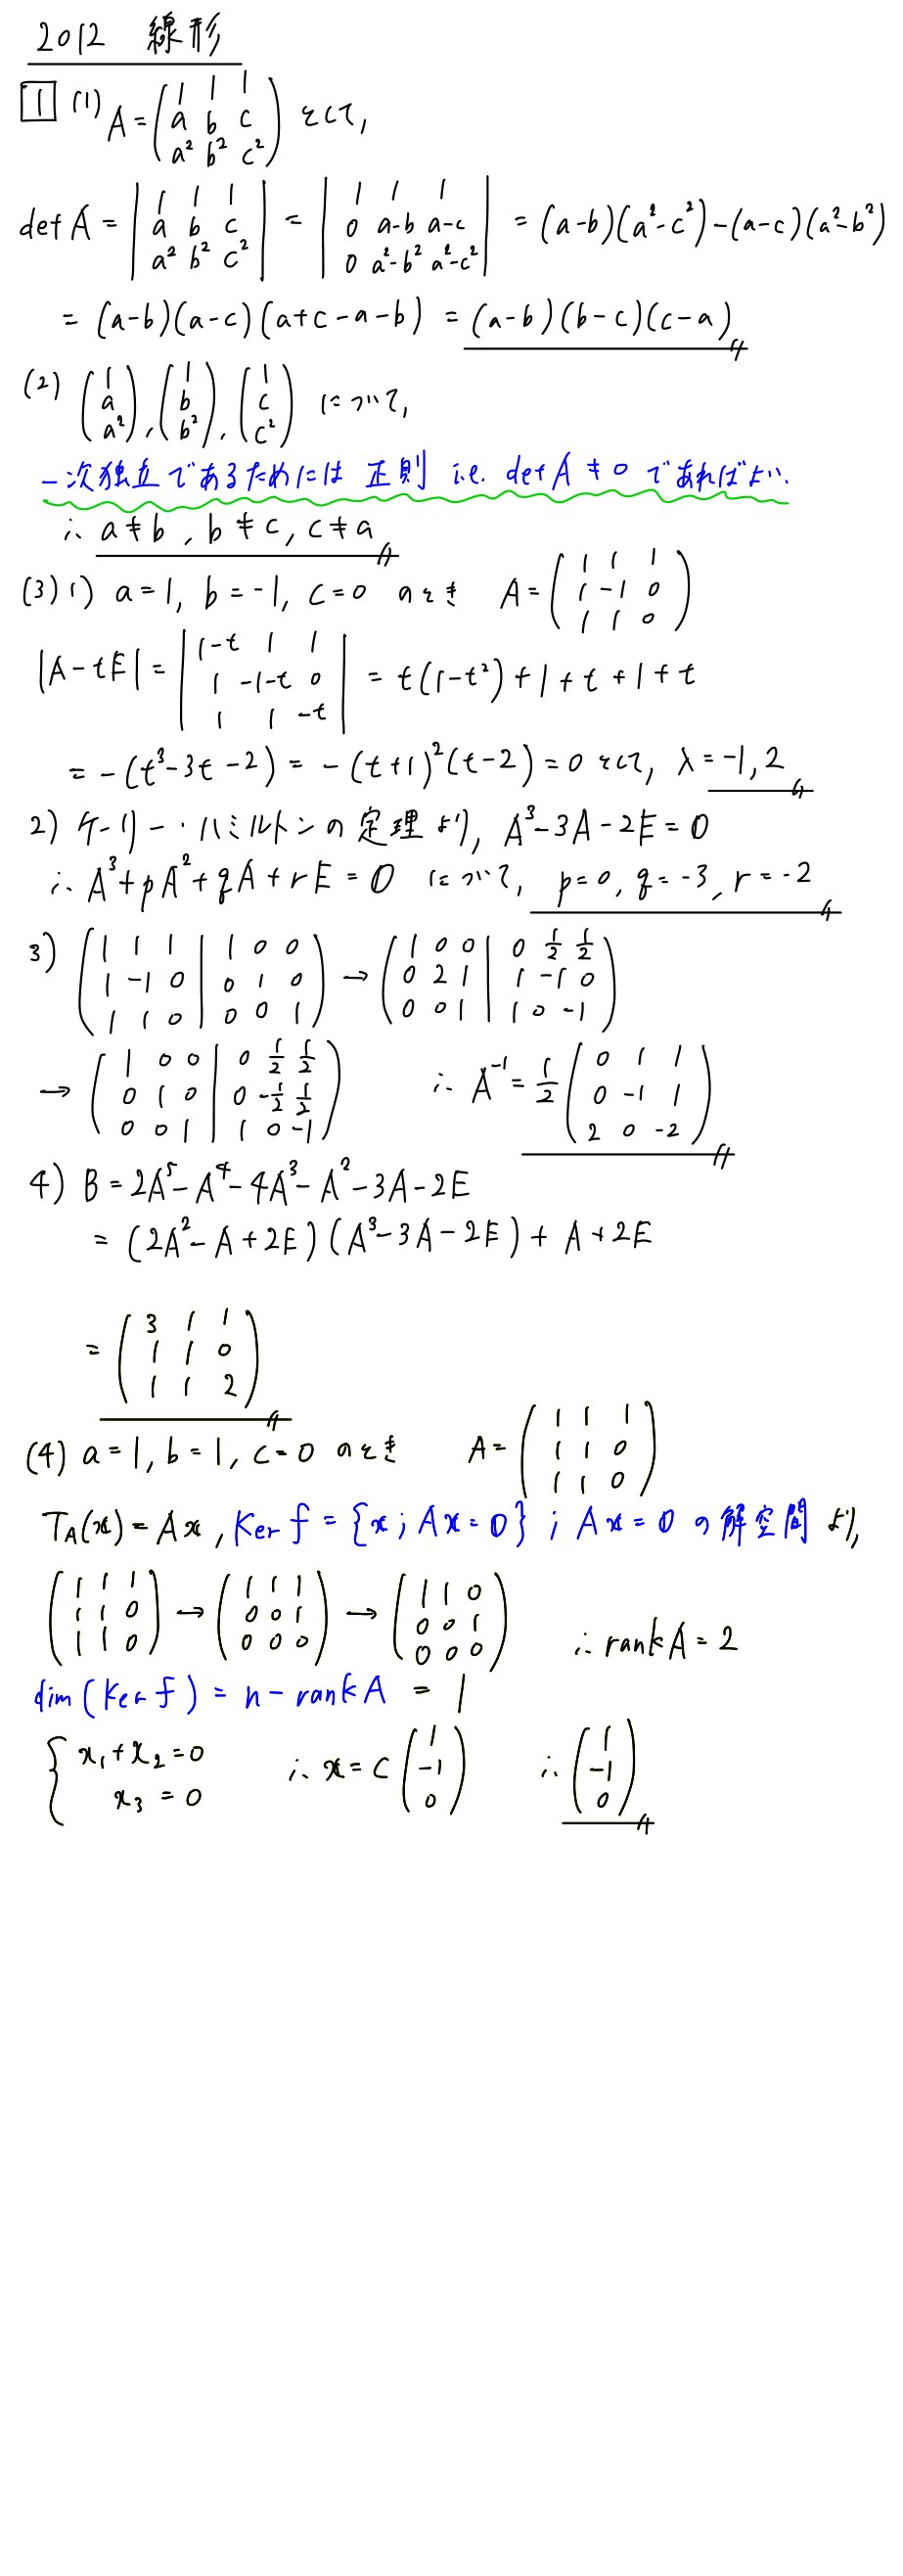 2012 線形
1 (1) A = (1 1 1 / a b c / a² b² c²) として,
det A = |1 1 1 / a b c / a² b² c²| = |1 1 1 / 0 a-b a-c / 0 a²-b² a²-c²| = (a-b)(a²-c²)-(a-c)(a²-b²)
= (a-b)(a-c)(a+c-a-b) = (a-b)(b-c)(c-a)
(2) (1 / a / a²), (1 / b / b²), (1 / c / c²) について,
一次独立であるためには 正則 i.e. det A ≠ 0 であればよい.
∴ a ≠ b , b ≠ c, c ≠ a
(3) 1) a = 1, b = -1, c = 0 のとき A = (1 1 1 / 1 -1 0 / 1 1 0)
|A - tE| = |1-t 1 1 / 1 -1-t 0 / 1 1 -t| = t(1-t²) + 1 + t + 1 + t
= -(t³-3t-2) = -(t+1)²(t-2) = 0 として, λ = -1, 2
2) ケーリー・ハミルトンの定理より, A³-3A-2E = O
∴ A³+pA²+qA+rE = O について, p=0, q=-3, r=-2
3) (1 1 1 | 1 0 0 / 1 -1 0 | 0 1 0 / 1 1 0 | 0 0 1) → (1 0 0 | 0 1/2 1/2 / 0 2 1 | 1 -1 0 / 0 0 1 | 1 0 -1)
→ (1 0 0 | 0 1/2 1/2 / 0 1 0 | 0 -1/2 1/2 / 0 0 1 | 1 0 -1) ∴ A⁻¹ = 1/2 (0 1 1 / 0 -1 1 / 2 0 -2)
4) B = 2A⁵-A⁴-4A³-A²-3A-2E
= (2A²-A+2E)(A³-3A-2E) + A+2E
= (3 1 1 / 1 1 0 / 1 1 2)
(4) a = 1, b = 1, c = 0 のとき A = (1 1 1 / 1 1 0 / 1 1 0)
T_A(x) = Ax , Ker f = {x ; Ax = 0} ; Ax = 0 の解空間 より,
(1 1 1 / 1 1 0 / 1 1 0) → (1 1 1 / 0 0 1 / 0 0 0) → (1 1 0 / 0 0 1 / 0 0 0) ∴ rank A = 2
dim (Ker f) = n - rank A = 1
{x₁+x₂=0 / x₃ = 0 ∴ x = c (1 / -1 / 0) ∴ (1 / -1 / 0)